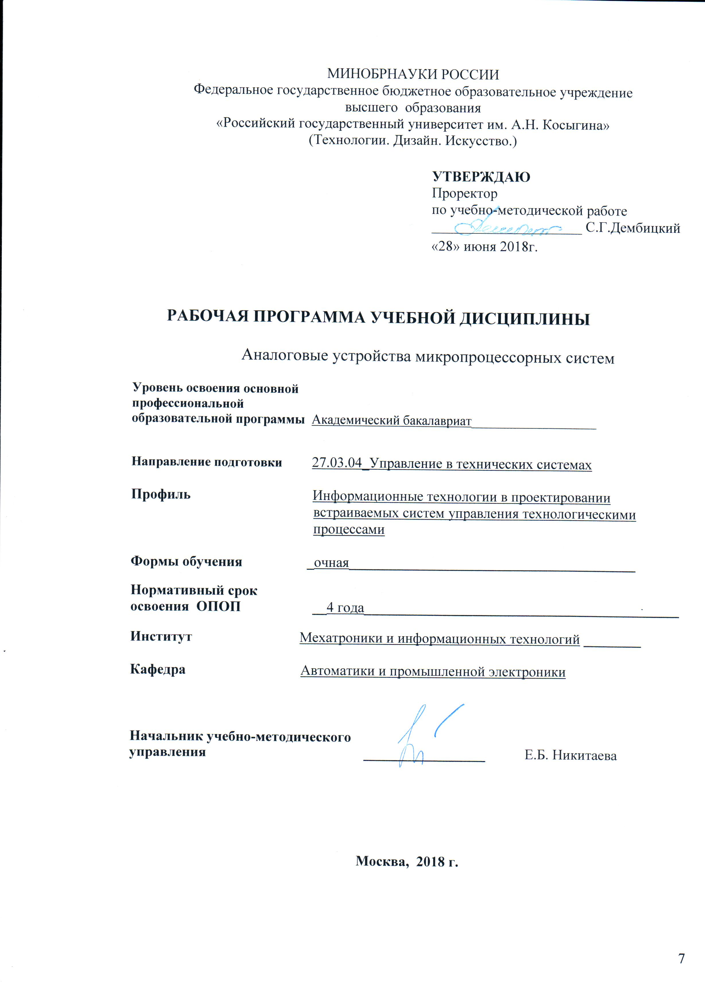 МИНОБРНАУКИ РОССИИ
Федеральное государственное бюджетное образовательное учреждение
высшего образования
«Российский государственный университет им. А.Н. Косыгина»
(Технологии. Дизайн. Искусство.)
УТВЕРЖДАЮ
Проректор
по учебно-методической работе
С.Г.Дембицкий
«28» июня 2018г.
РАБОЧАЯ ПРОГРАММА УЧЕБНОЙ ДИСЦИПЛИНЫ
Аналоговые устройства микропроцессорных систем
Уровень освоения основной
профессиональной
образовательной программы Академический бакалавриат
Направление подготовки 27.03.04_Управление в технических системах
Профиль Информационные технологии в проектировании
встраиваемых систем управления технологическими
процессами
Формы обучения очная
Нормативный срок
освоения ОПОП 4 года
Институт Мехатроники и информационных технологий
Кафедра Автоматики и промышленной электроники
Начальник учебно-методического
управления Е.Б. Никитаева
Москва, 2018 г.
7